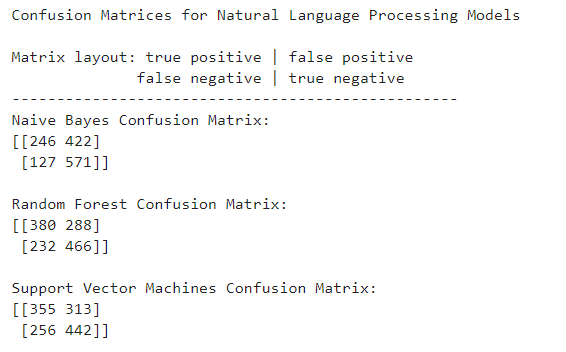 Confusion Matrices for Natural Language Processing Models
Matrix layout: true positive | false positive
false negative | true negative
-------------------------------------------------
Naive Bayes Confusion Matrix:
[[246 422]
[127 571]]
Random Forest Confusion Matrix:
[[380 288]
[232 466]]
Support Vector Machines Confusion Matrix:
[[355 313]
[256 442]]